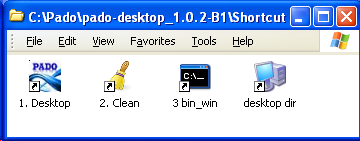 C:\Pado\pado-desktop_1.0.2-B1\Shortcut
File Edit View Favorites Tools Help
PADO C:\_
1. Desktop 2. Clean 3 bin_win desktop dir